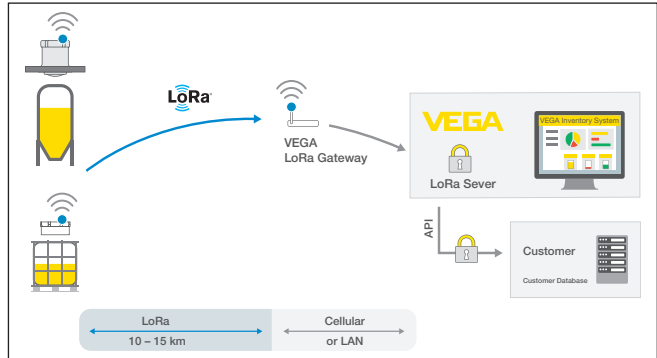 LoRa
VEGA
LoRa Gateway
VEGA
LoRa Sever
VEGA Inventory System
API
Customer
Customer Database
LoRa
10 – 15 km
Cellular
or LAN